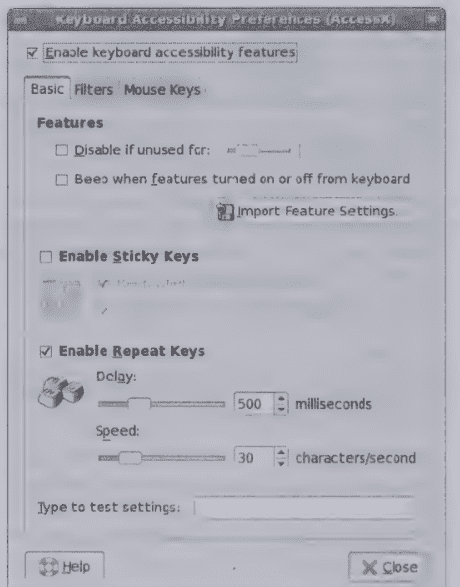 Keyboard Accessibility Preferences (AccessX)
Enable keyboard accessibility features
Basic Filters Mouse Keys
Features
Disable if unused for:
Beep when features turned on or off from keyboard
Import Feature Settings.
Enable Sticky Keys
Enable Repeat Keys
Delay:
500 milliseconds
Speed:
30 characters/second
Type to test settings:
Help Close